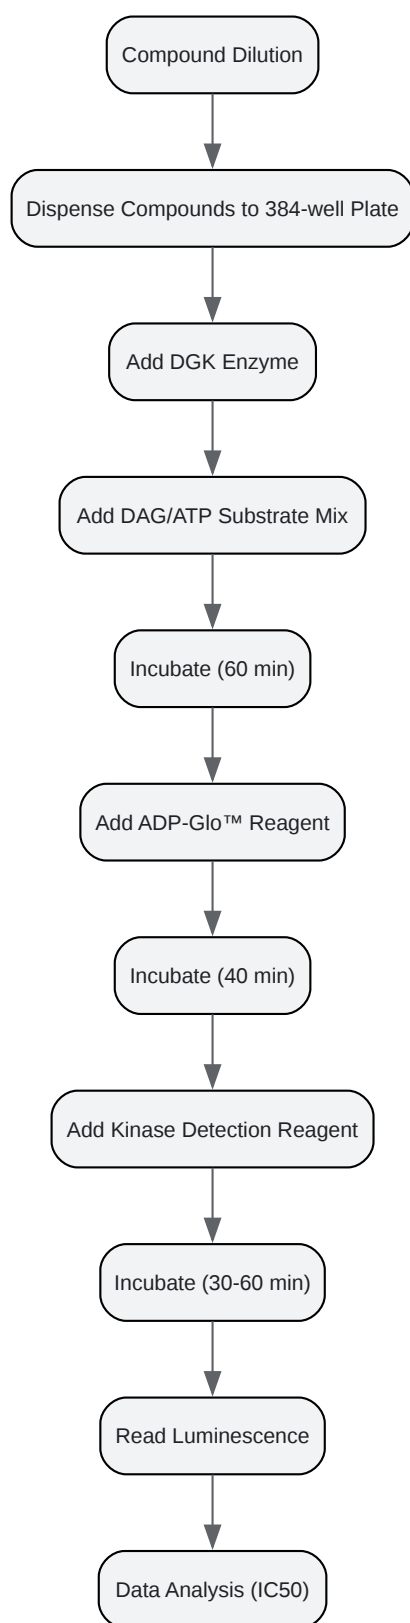 Compound Dilution
Dispense Compounds to 384-well Plate
Add DGK Enzyme
Add DAG/ATP Substrate Mix
Incubate (60 min)
Add ADP-Glo™ Reagent
Incubate (40 min)
Add Kinase Detection Reagent
Incubate (30-60 min)
Read Luminescence
Data Analysis (IC50)